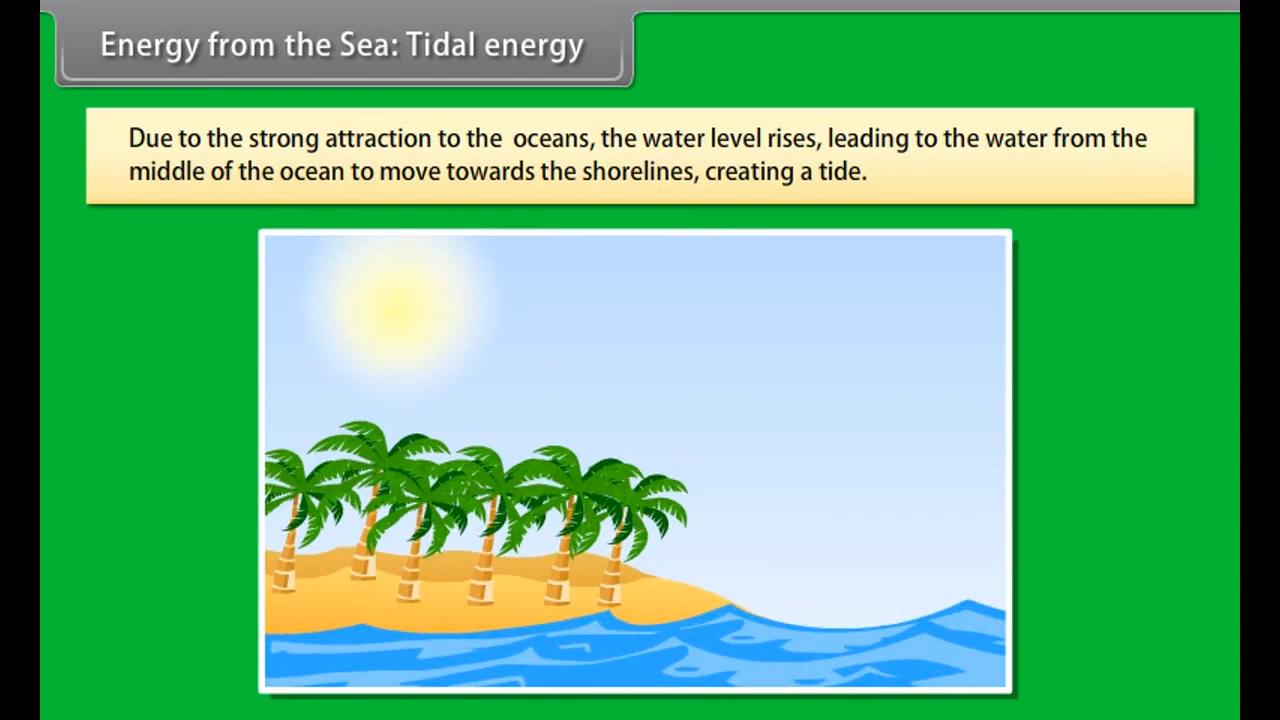 Energy from the Sea: Tidal energy
Due to the strong attraction to the  oceans, the water level rises, leading to the water from the
middle of the ocean to move towards the shorelines, creating a tide.